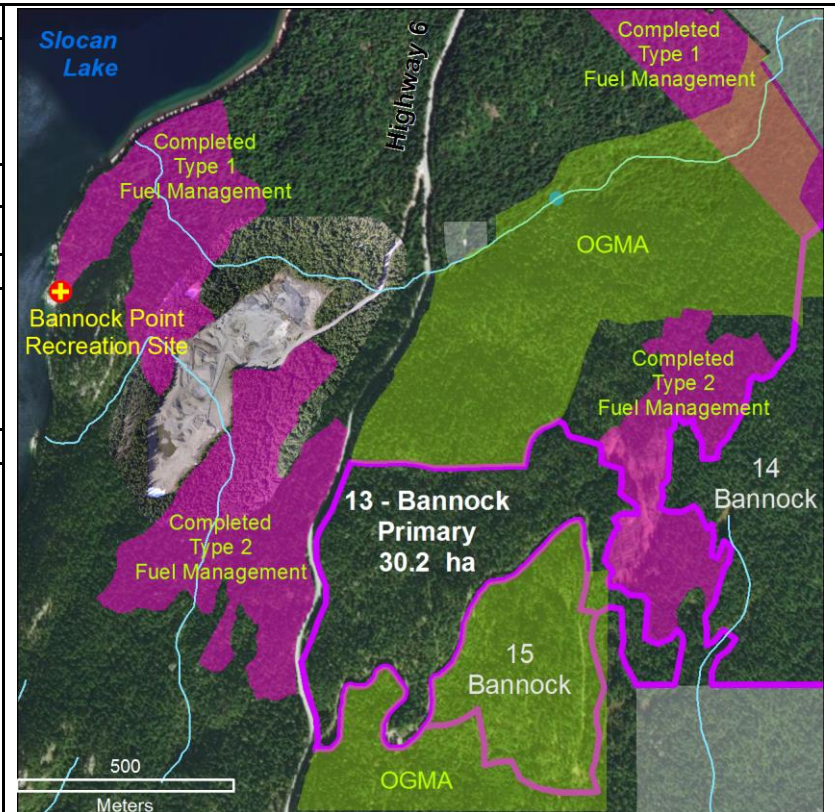 Slocan
Lake
Highway 6
Completed
Type 1
Fuel Management
Completed
Type 1
Fuel Management
OGMA
Bannock Point
Recreation Site
Completed
Type 2
Fuel Management
14
Bannock
13 - Bannock
Primary
30.2 ha
Completed
Type 2
Fuel Management
15
Bannock
500
Meters
OGMA